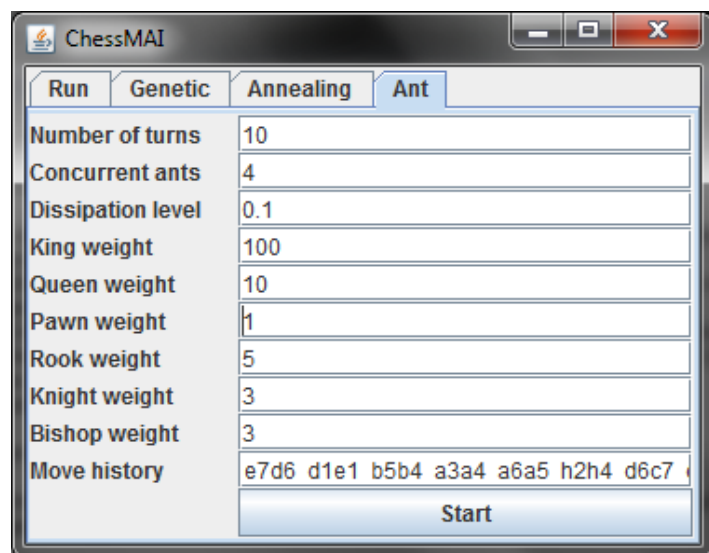 ChessMAI
Run Genetic Annealing Ant
Number of turns 10
Concurrent ants 4
Dissipation level 0.1
King weight 100
Queen weight 10
Pawn weight 1
Rook weight 5
Knight weight 3
Bishop weight 3
Move history e7d6 d1e1 b5b4 a3a4 a6a5 h2h4 d6c7
Start